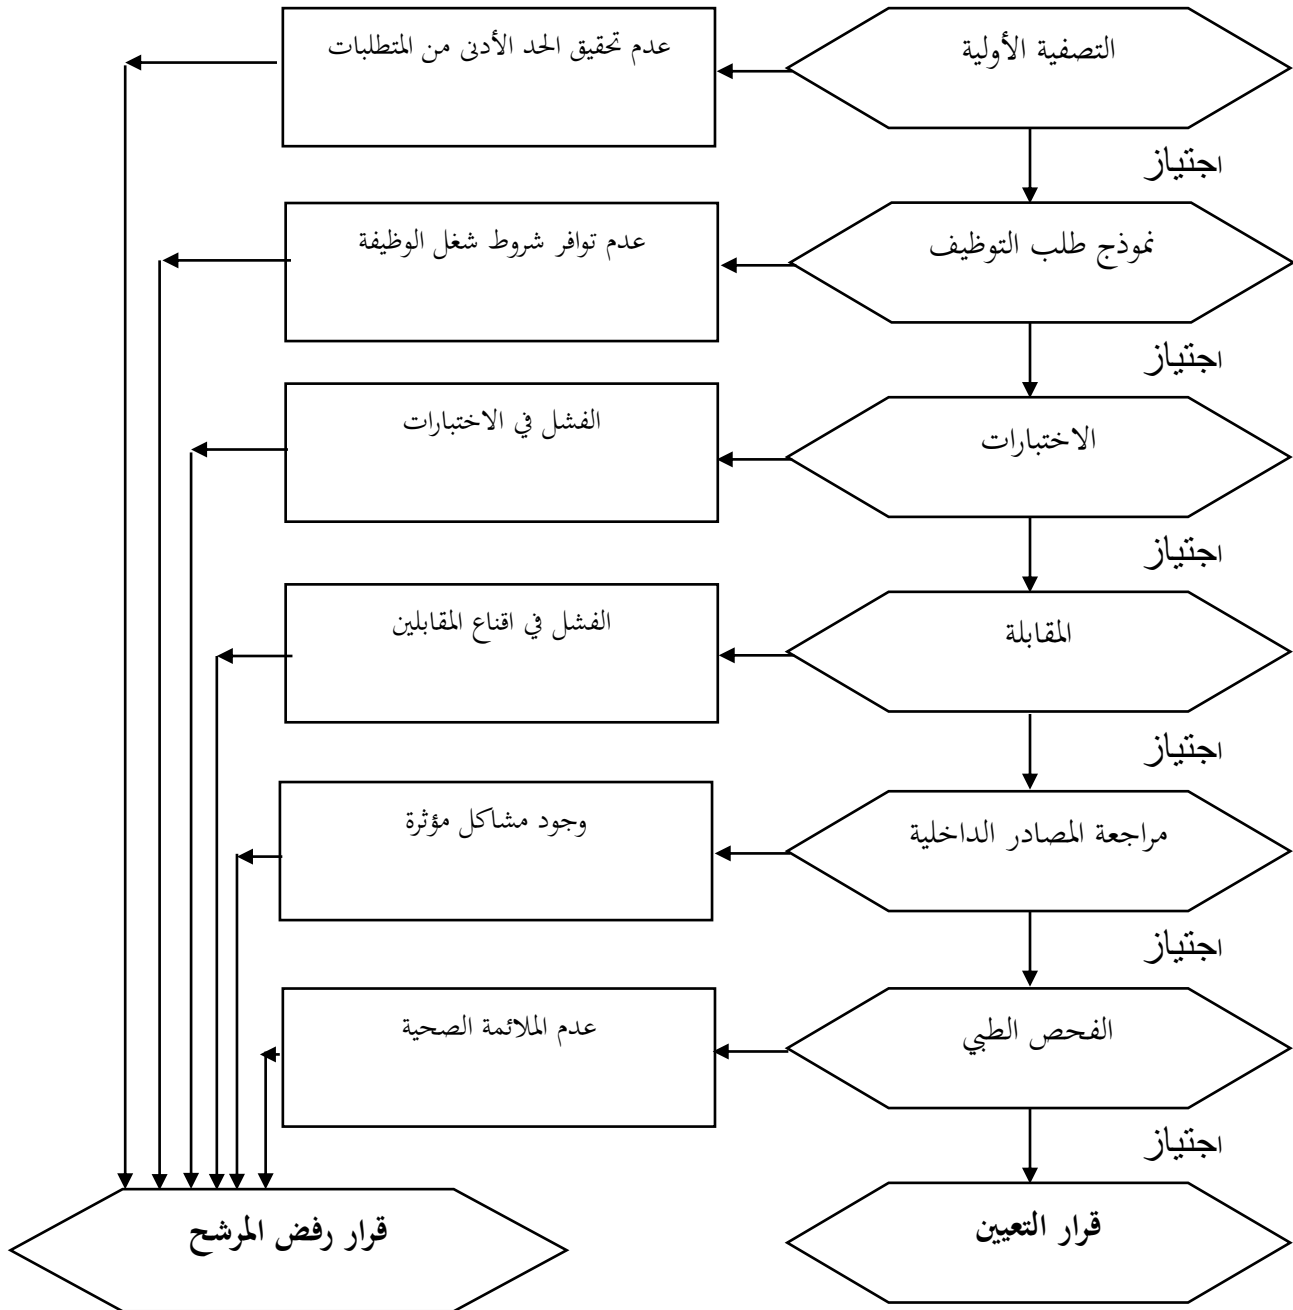 التصفية الأولية
عدم تحقيق الحد الأدنى من المتطلبات
اجتياز
نموذج طلب التوظيف
عدم توافر شروط شغل الوظيفة
اجتياز
الاختبارات
الفشل في الاختبارات
اجتياز
المقابلة
الفشل في اقناع المقابلين
اجتياز
مراجعة المصادر الداخلية
وجود مشاكل مؤثرة
اجتياز
الفحص الطبي
عدم الملائمة الصحية
اجتياز
قرار التعيين
قرار رفض المرشح